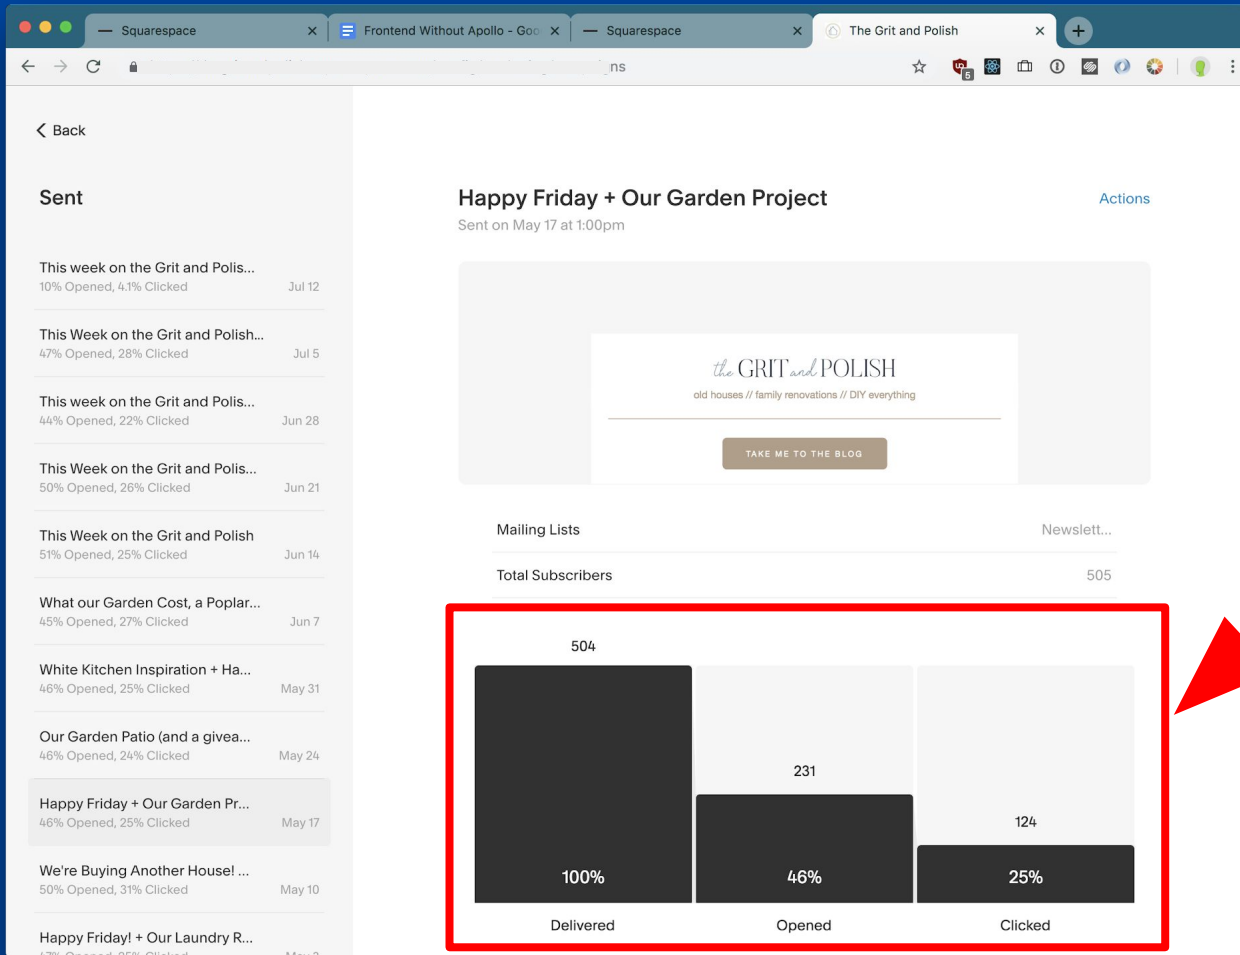 Squarespace
Frontend Without Apollo - Goo
Squarespace
The Grit and Polish
ns
5
Back
Sent
This week on the Grit and Polis...
10% Opened, 4.1% Clicked Jul 12
This Week on the Grit and Polish...
47% Opened, 28% Clicked Jul 5
This week on the Grit and Polis...
44% Opened, 22% Clicked Jun 28
This Week on the Grit and Polis...
50% Opened, 26% Clicked Jun 21
This Week on the Grit and Polish
51% Opened, 25% Clicked Jun 14
What our Garden Cost, a Poplar...
45% Opened, 27% Clicked Jun 7
White Kitchen Inspiration + Ha...
46% Opened, 25% Clicked May 31
Our Garden Patio (and a givea...
46% Opened, 24% Clicked May 24
Happy Friday + Our Garden Pr...
46% Opened, 25% Clicked May 17
We're Buying Another House! ...
50% Opened, 31% Clicked May 10
Happy Friday! + Our Laundry R...
Happy Friday + Our Garden Project
Actions
Sent on May 17 at 1:00pm
the GRIT and POLISH
old houses // family renovations // DIY everything
TAKE ME TO THE BLOG
Mailing Lists Newslett...
Total Subscribers 505
504
231
124
100% 46% 25%
Delivered Opened Clicked